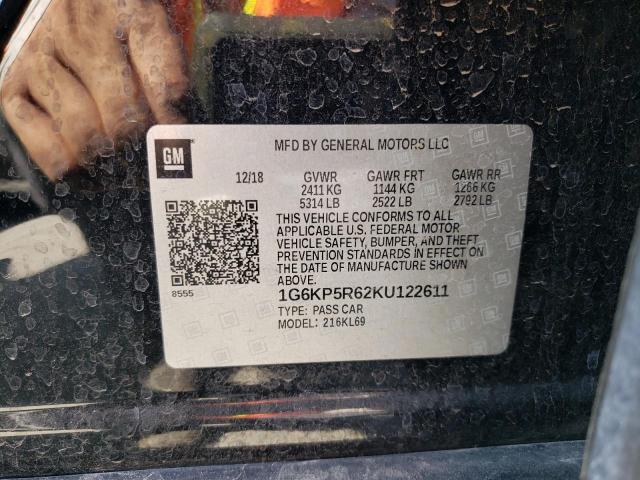 GM
MFD BY GENERAL MOTORS LLC
12/18 GVWR GAWR FRT GAWR RR
2411 KG 1144 KG 1266 KG
5314 LB 2522 LB 2792 LB
THIS VEHICLE CONFORMS TO ALL
APPLICABLE U.S. FEDERAL MOTOR
VEHICLE SAFETY, BUMPER, AND THEFT
PREVENTION STANDARDS IN EFFECT ON
THE DATE OF MANUFACTURE SHOWN
ABOVE.
8555
1G6KP5R62KU122611
TYPE: PASS CAR
MODEL: 216KL69